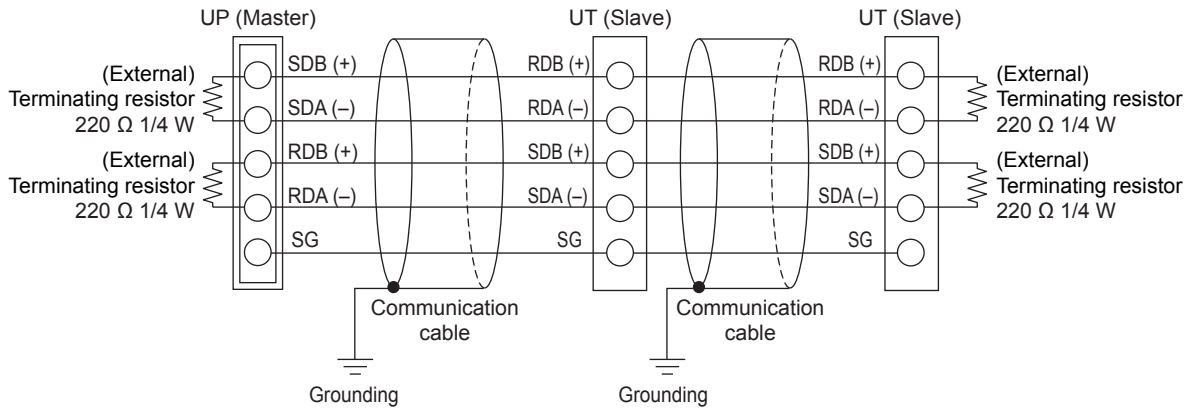 UP (Master)
UT (Slave)
UT (Slave)
(External)
Terminating resistor
220 Ω 1/4 W
(External)
Terminating resistor
220 Ω 1/4 W
SDB (+)
SDA (–)
RDB (+)
RDA (–)
SG
RDB (+)
RDA (–)
SDB (+)
SDA (–)
SG
RDB (+)
RDA (–)
SDB (+)
SDA (–)
SG
(External)
Terminating resistor
220 Ω 1/4 W
(External)
Terminating resistor
220 Ω 1/4 W
Communication
cable
Communication
cable
Grounding
Grounding